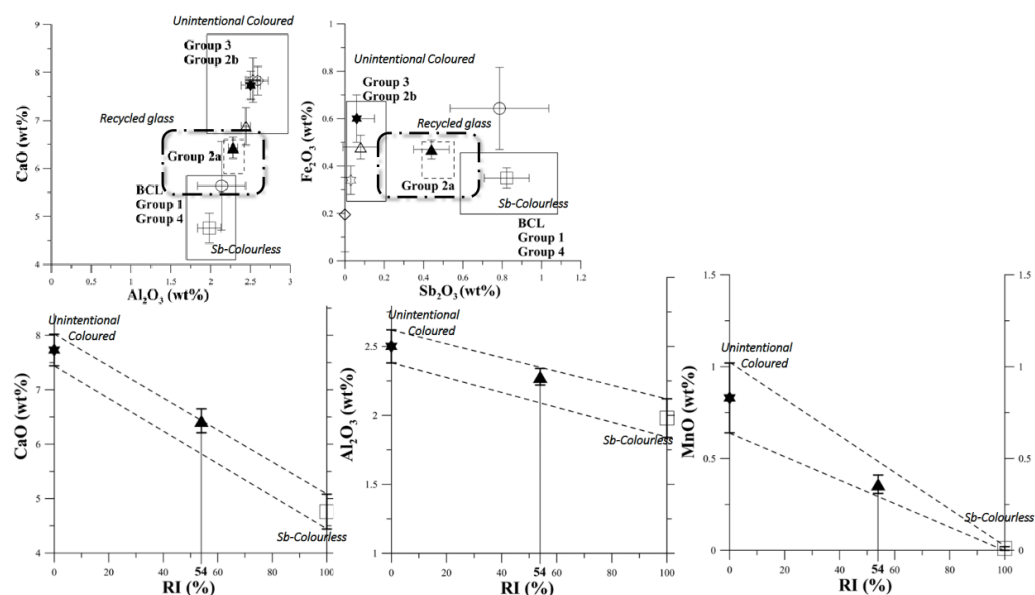 Unintentional Coloured
9
Group 3
Group 2b
8
7
Recycled glass
CaO (wt%)
Group 2a
6
BCL
Group 1
Group 4
5
Sb-Colourless
4
0 0.5 1 1.5 2 2.5 3
Al₂O₃ (wt%)
1
Unintentional Coloured
0.8
Group 3
Group 2b
Recycled glass
0.6
Fe₂O₃ (wt%)
0.4
Group 2a
Sb-Colourless
0.2
BCL
Group 1
Group 4
0
0 0.2 0.4 0.6 0.8 1 1.2
Sb₂O₃ (wt%)
Unintentional
Coloured
8
7
CaO (wt%)
6
5
Sb-Colourless
4
0 20 40 54 60 80 100
RI (%)
Unintentional
Coloured
2.5
2
Al₂O₃ (wt%)
Sb-Colourless
1.5
1
0 20 40 54 60 80 100
RI (%)
1.5 1.5
Unintentional
Coloured
1 1
MnO (wt%)
0.5 0.5
Sb-Colourless
0 0
0 20 40 54 60 80 100
RI (%)